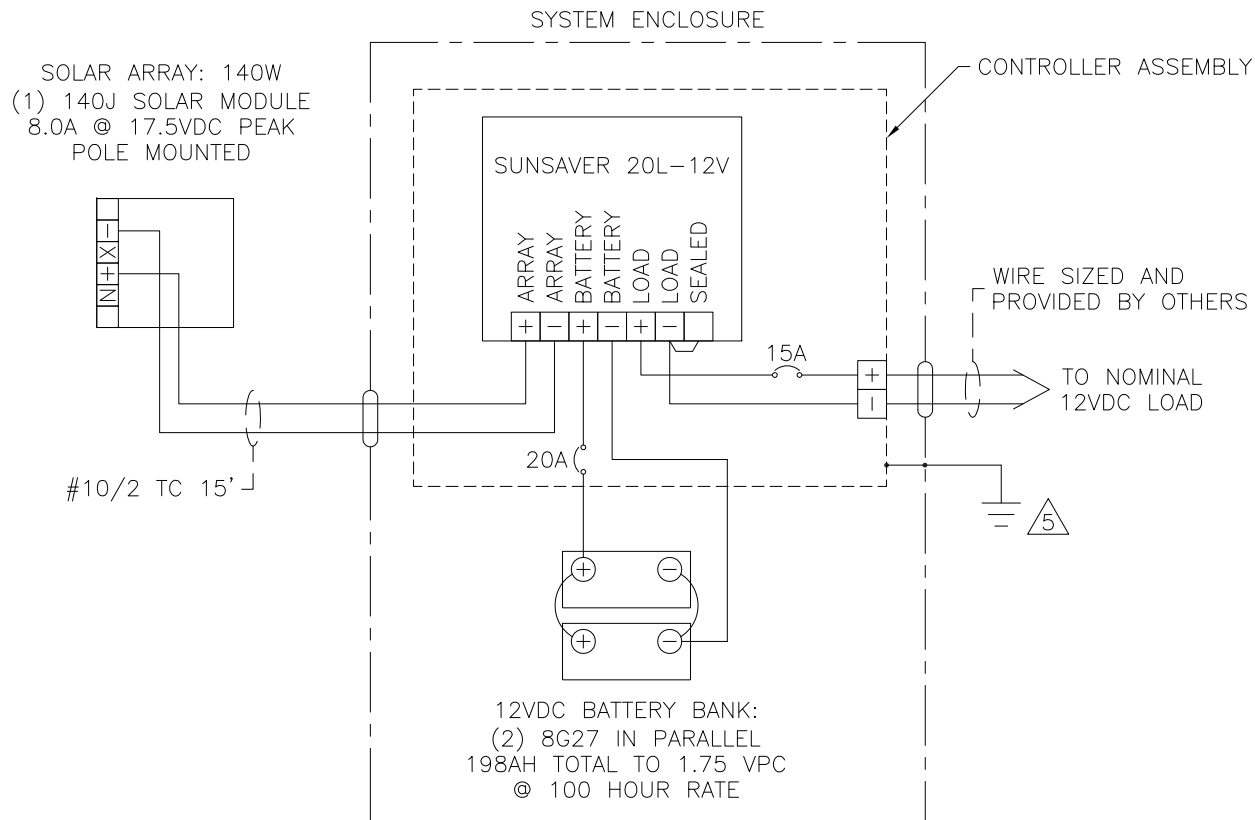 SYSTEM ENCLOSURE
CONTROLLER ASSEMBLY
SOLAR ARRAY: 140W
(1) 140J SOLAR MODULE
8.0A @ 17.5VDC PEAK
POLE MOUNTED
SUNSAVER 20L-12V
ARRAY
ARRAY
BATTERY
BATTERY
LOAD
LOAD
SEALED
+ - + - + -
- X + N
WIRE SIZED AND
PROVIDED BY OTHERS
15A
+
-
TO NOMINAL
12VDC LOAD
20A
#10/2 TC 15'
5
+ -
+ -
12VDC BATTERY BANK:
(2) 8G27 IN PARALLEL
198AH TOTAL TO 1.75 VPC
@ 100 HOUR RATE